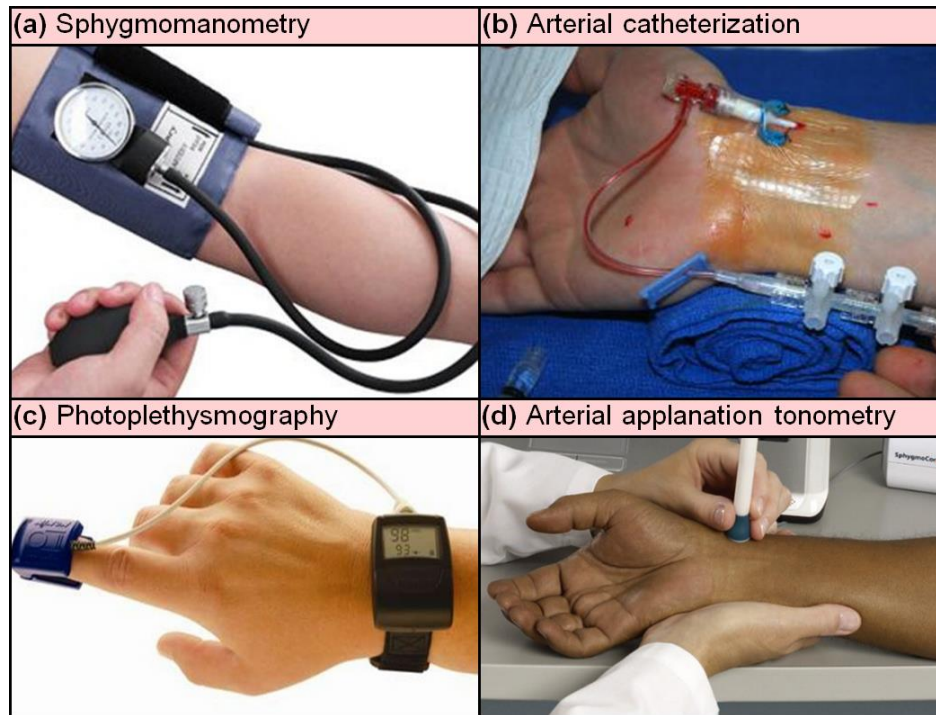 (a) Sphygmomanometry
(b) Arterial catheterization
(c) Photoplethysmography
98
93
(d) Arterial applanation tonometry
SphygmoCor